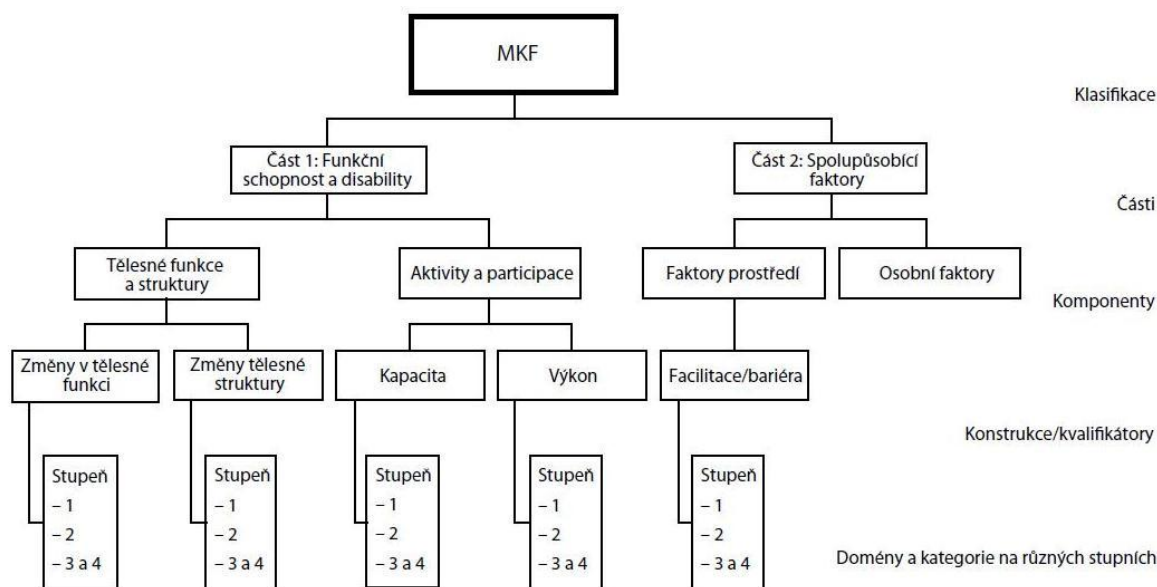 MKF
Klasifikace
Část 1: Funkční
schopnost a disability
Část 2: Spolupůsobící
faktory
Části
Tělesné funkce
a struktury
Aktivity a participace
Faktory prostředí
Osobní faktory
Komponenty
Změny v tělesné
funkci
Změny tělesné
struktury
Kapacita
Výkon
Facilitace/bariéra
Konstrukce/kvalifikátory
Stupeň
– 1
– 2
– 3 a 4
Stupeň
– 1
– 2
– 3 a 4
Stupeň
– 1
– 2
– 3 a 4
Stupeň
– 1
– 2
– 3 a 4
Stupeň
– 1
– 2
– 3 a 4
Domény a kategorie na různých stupních